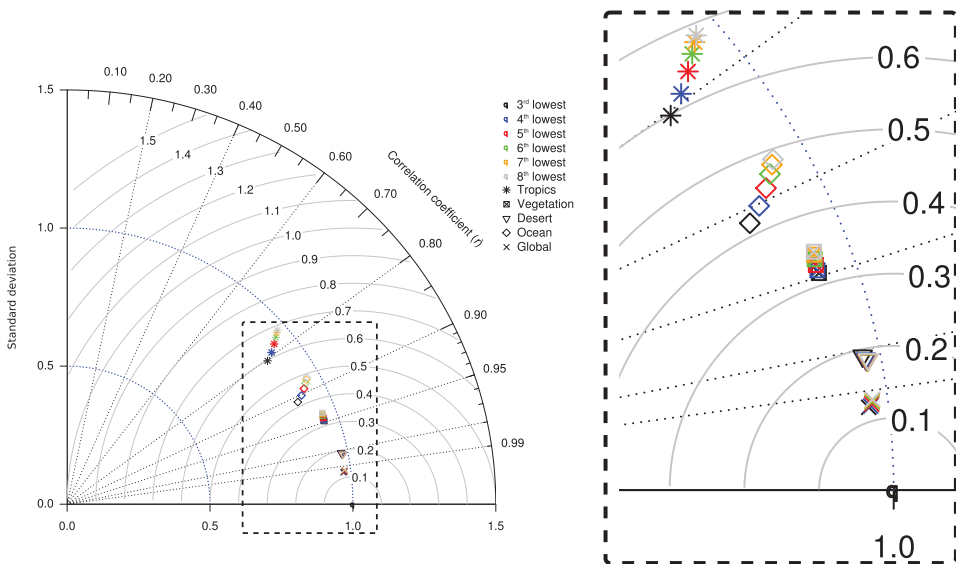 0.10
0.20
0.30
0.40
0.50
0.60
0.70
0.80
0.90
0.95
0.99
Correlation coefficient (r)
Standard deviation
1.5
1.0
0.5
0.0
0.0
0.5
1.0
1.5
1.5
1.4
1.3
1.2
1.1
1.0
0.9
0.8
0.7
0.6
0.5
0.4
0.3
0.2
0.1
q
q 3rd lowest
q 4th lowest
q 5th lowest
q 6th lowest
q 7th lowest
q 8th lowest
Tropics
Vegetation
Desert
Ocean
Global
0.6
0.5
0.4
0.3
0.2
0.1
q
1.0